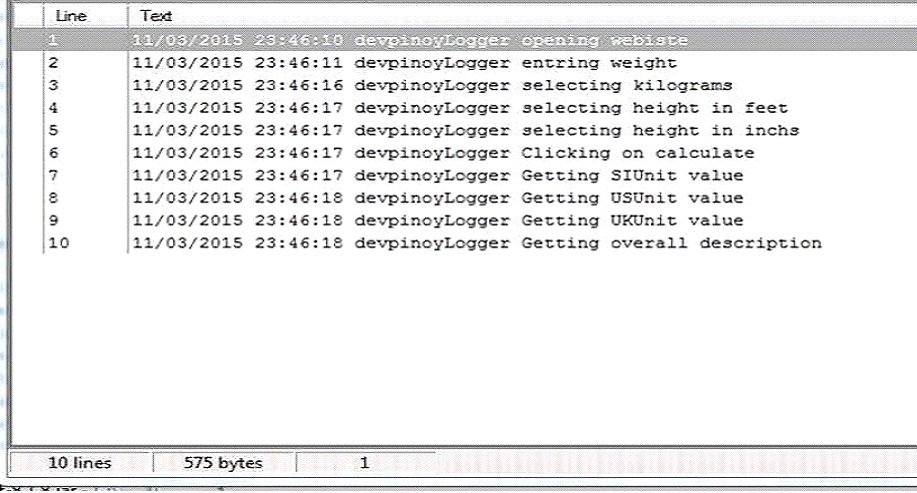 Line Text
1 11/03/2015 23:46:10 devpinoyLogger opening webiste
2 11/03/2015 23:46:11 devpinoyLogger entring weight
3 11/03/2015 23:46:16 devpinoyLogger selecting kilograms
4 11/03/2015 23:46:17 devpinoyLogger selecting height in feet
5 11/03/2015 23:46:17 devpinoyLogger selecting height in inchs
6 11/03/2015 23:46:17 devpinoyLogger Clicking on calculate
7 11/03/2015 23:46:17 devpinoyLogger Getting SIUnit value
8 11/03/2015 23:46:18 devpinoyLogger Getting USUnit value
9 11/03/2015 23:46:18 devpinoyLogger Getting UKUnit value
10 11/03/2015 23:46:18 devpinoyLogger Getting overall description
10 lines 575 bytes 1